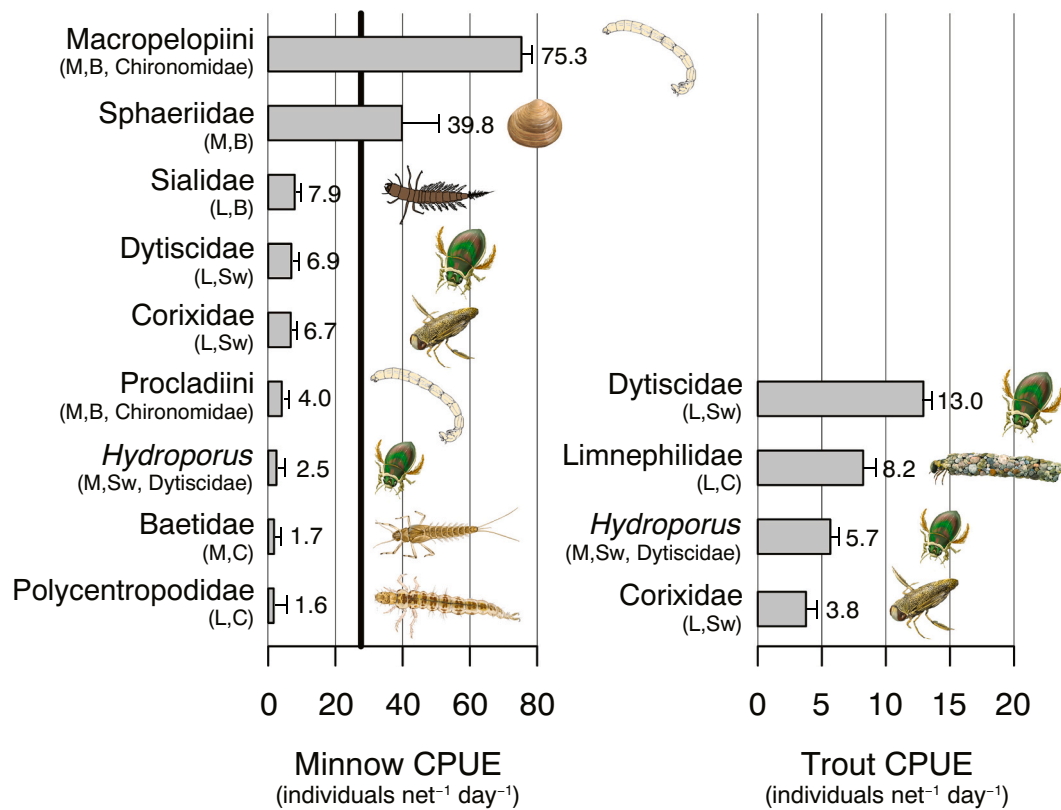 Macropelopiini
(M,B, Chironomidae)
75.3
Sphaeriidae
(M,B)
39.8
Sialidae
(L,B)
7.9
Dytiscidae
(L,Sw)
6.9
Corixidae
(L,Sw)
6.7
Procladiini
(M,B, Chironomidae)
4.0
Hydroporus
(M,Sw, Dytiscidae)
2.5
Baetidae
(M,C)
1.7
Polycentropodidae
(L,C)
1.6
0 20 40 60 80
Minnow CPUE
(individuals net⁻¹ day⁻¹)
Dytiscidae
(L,Sw)
13.0
Limnephilidae
(L,C)
8.2
Hydroporus
(M,Sw, Dytiscidae)
5.7
Corixidae
(L,Sw)
3.8
0 5 10 15 20
Trout CPUE
(individuals net⁻¹ day⁻¹)